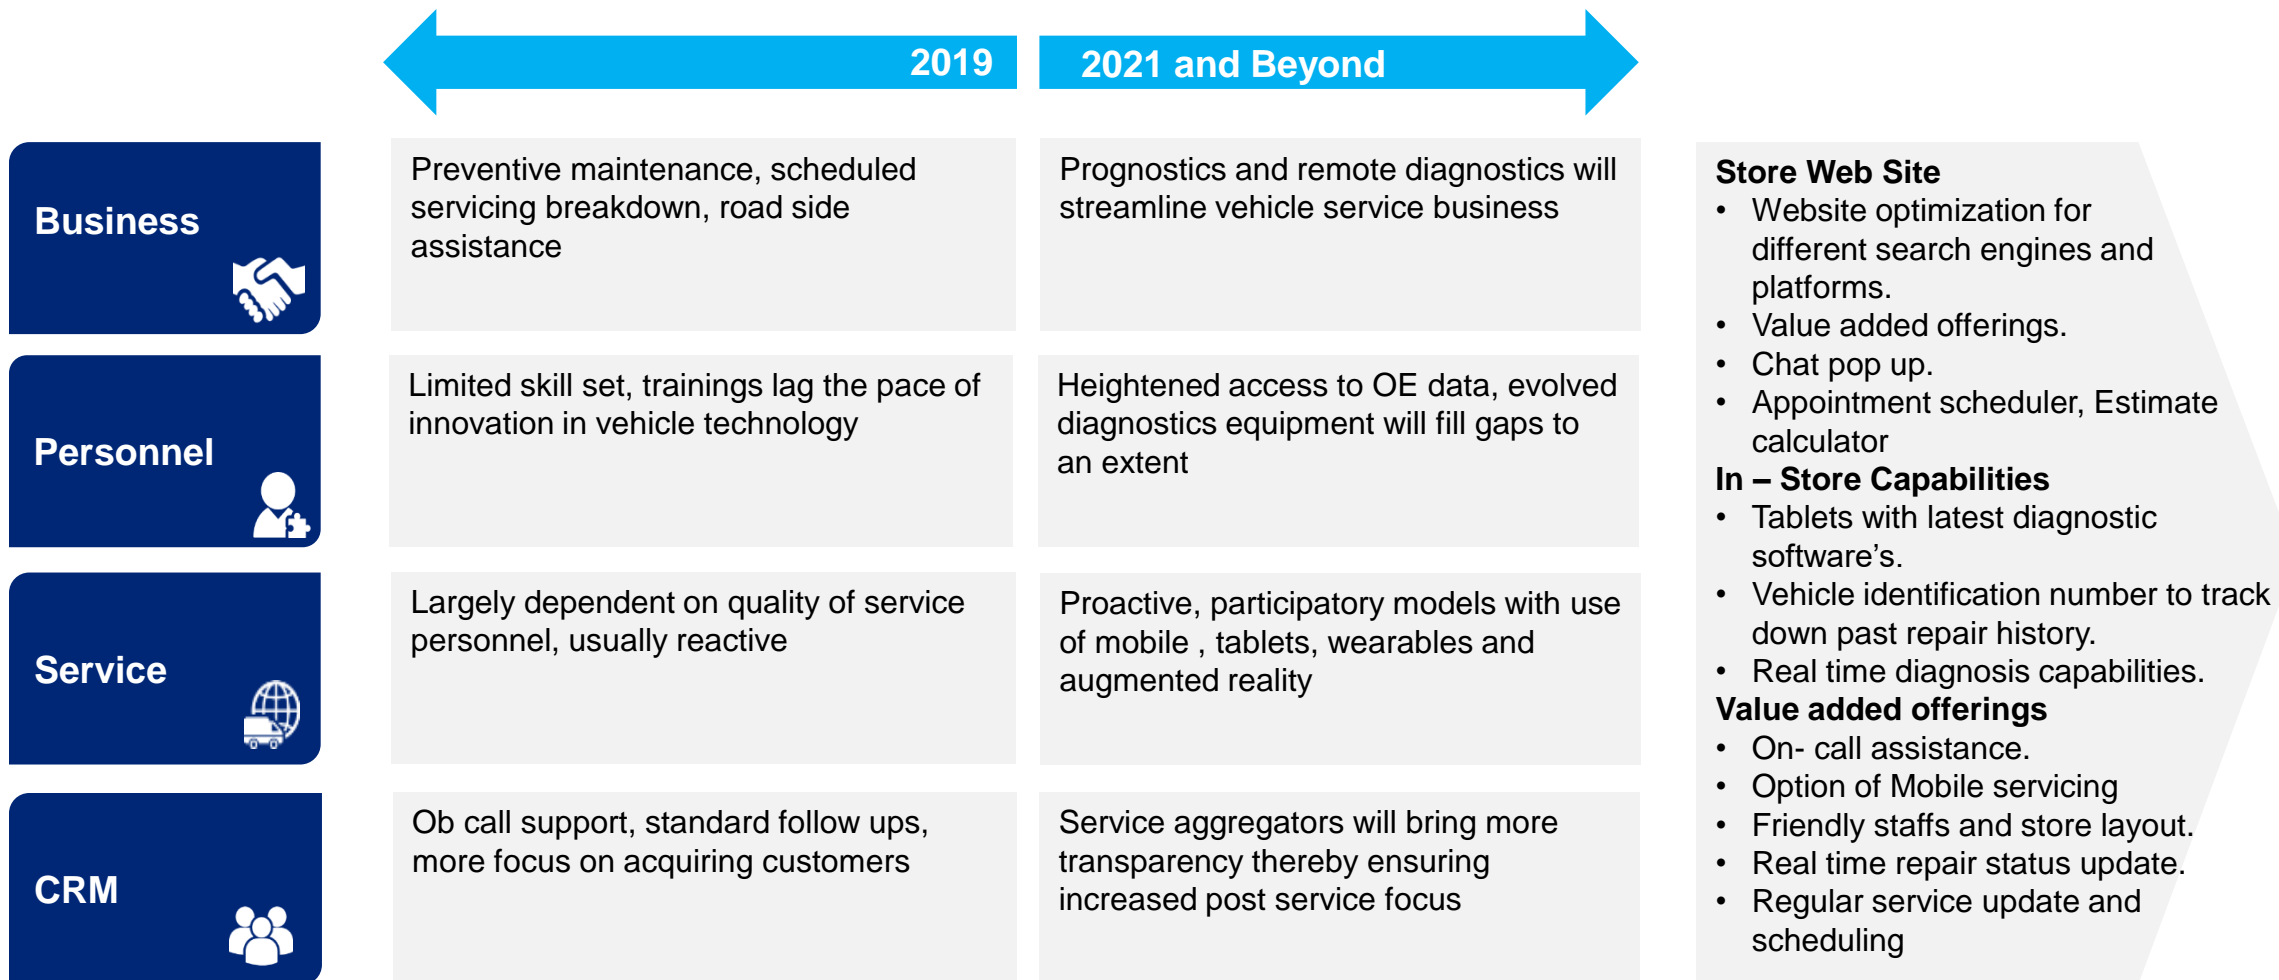 2019
2021 and Beyond
Business
Preventive maintenance, scheduled
servicing breakdown, road side
assistance
Prognostics and remote diagnostics will
streamline vehicle service business
Personnel
Limited skill set, trainings lag the pace of
innovation in vehicle technology
Heightened access to OE data, evolved
diagnostics equipment will fill gaps to
an extent
Service
Largely dependent on quality of service
personnel, usually reactive
Proactive, participatory models with use
of mobile , tablets, wearables and
augmented reality
CRM
Ob call support, standard follow ups,
more focus on acquiring customers
Service aggregators will bring more
transparency thereby ensuring
increased post service focus
Store Web Site
• Website optimization for
different search engines and
platforms.
• Value added offerings.
• Chat pop up.
• Appointment scheduler, Estimate
calculator
In – Store Capabilities
• Tablets with latest diagnostic
software’s.
• Vehicle identification number to track
down past repair history.
• Real time diagnosis capabilities.
Value added offerings
• On- call assistance.
• Option of Mobile servicing
• Friendly staffs and store layout.
• Real time repair status update.
• Regular service update and
scheduling